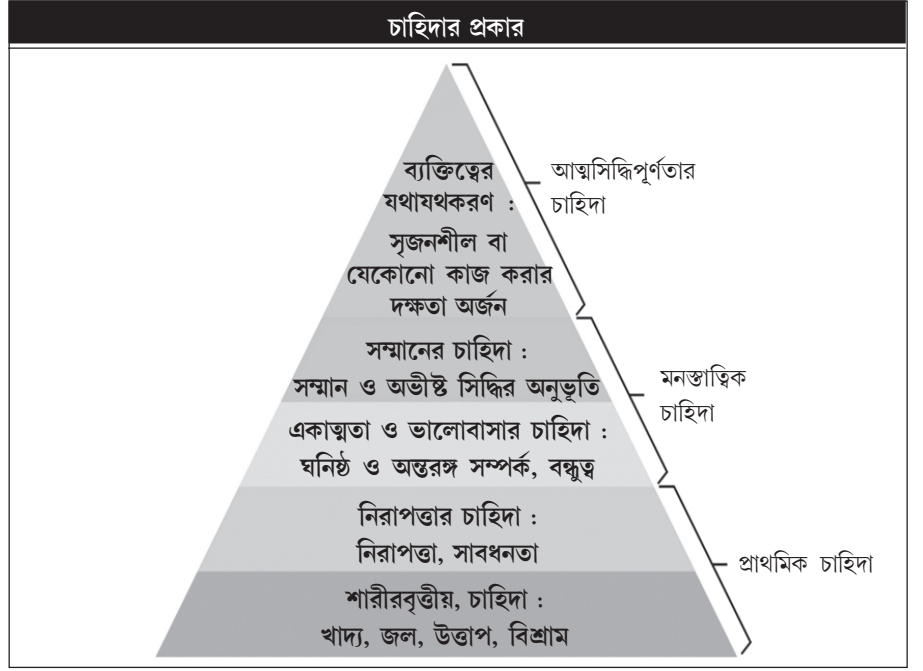 চাহিদার প্রকার
ব্যক্তিত্বের
যথাযথকরণ :
সৃজনশীল বা
যেকোনো কাজ করার
দক্ষতা অর্জন
আত্মসিদ্ধিপূর্ণতার
চাহিদা
সম্মানের চাহিদা :
সম্মান ও অভীষ্ট সিদ্ধির অনুভূতি
একাত্মতা ও ভালোবাসার চাহিদা :
ঘনিষ্ঠ ও অন্তরঙ্গ সম্পর্ক, বন্ধুত্ব
মনস্তাত্বিক
চাহিদা
নিরাপত্তার চাহিদা :
নিরাপত্তা, সাবধনতা
শারীরবৃত্তীয়, চাহিদা :
খাদ্য, জল, উত্তাপ, বিশ্রাম
প্রাথমিক চাহিদা